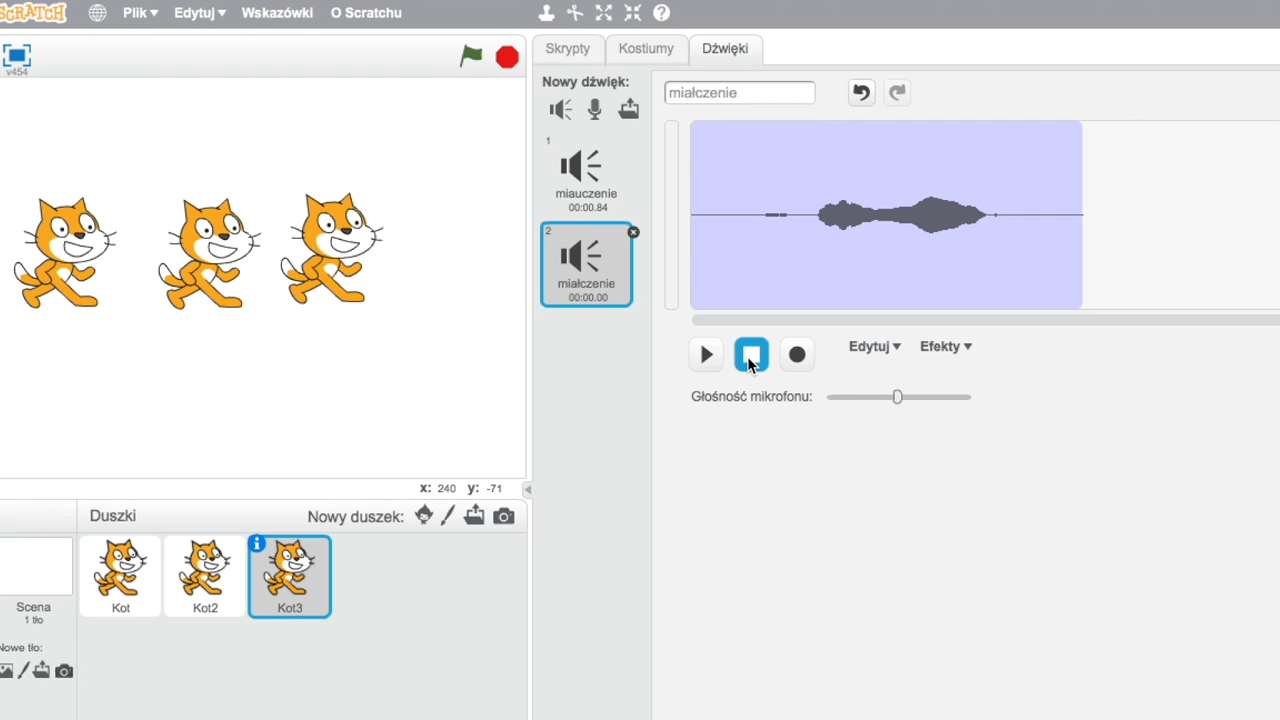 SCRATCH
Plik Edytuj Wskazówki O Scratchu
v454
Skrypty Kostiumy Dźwięki
Nowy dźwięk:
miałczenie
1
miauczenie
00:00.84
2
miałczenie
00:00.00
Edytuj Efekty
Głośność mikrofonu:
x: 240 y: -71
Duszki Nowy duszek:
Kot Kot2 Kot3
Scena
1 tło
Nowe tło: